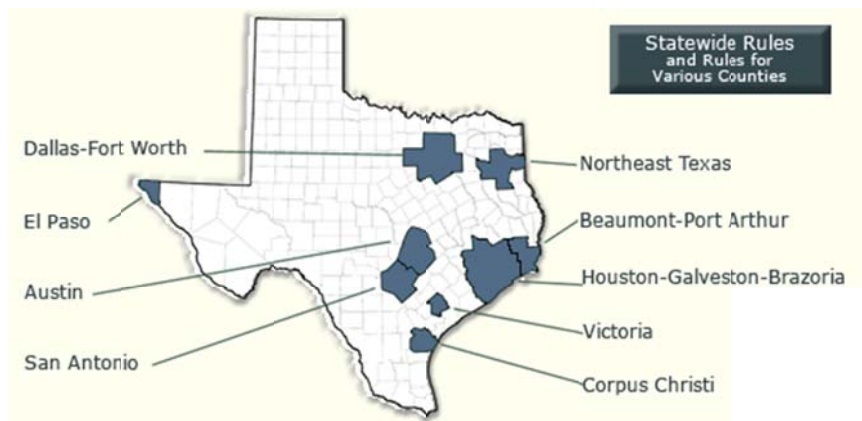 Statewide Rules
and Rules for
Various Counties
Dallas-Fort Worth
Northeast Texas
El Paso
Beaumont-Port Arthur
Austin
Houston-Galveston-Brazoria
Victoria
San Antonio
Corpus Christi